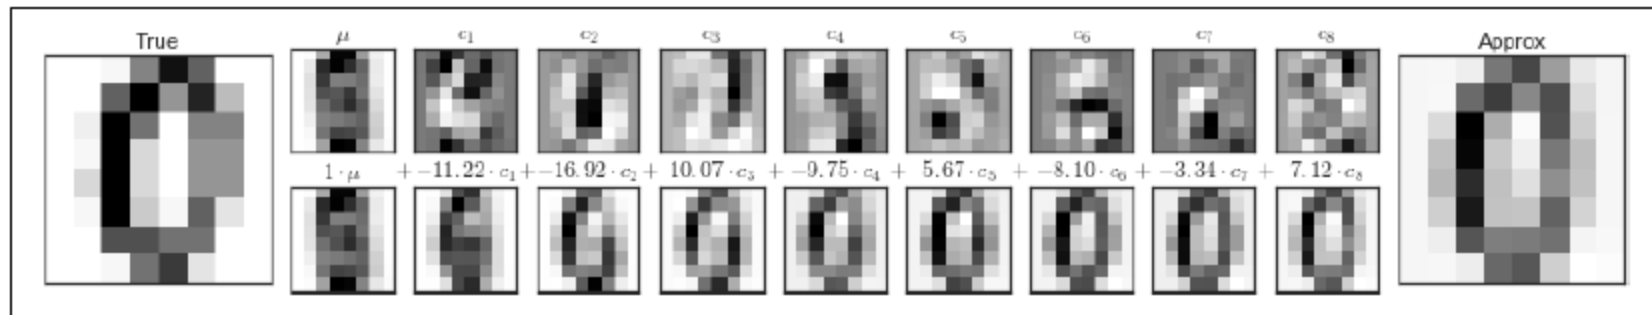 True μ c₁ c₂ c₃ c₄ c₅ c₆ c₇ c₈ Approx
1 · μ + −11.22 · c₁ + −16.92 · c₂ + 10.07 · c₃ + −9.75 · c₄ + 5.67 · c₅ + −8.10 · c₆ + −3.34 · c₇ + 7.12 · c₈